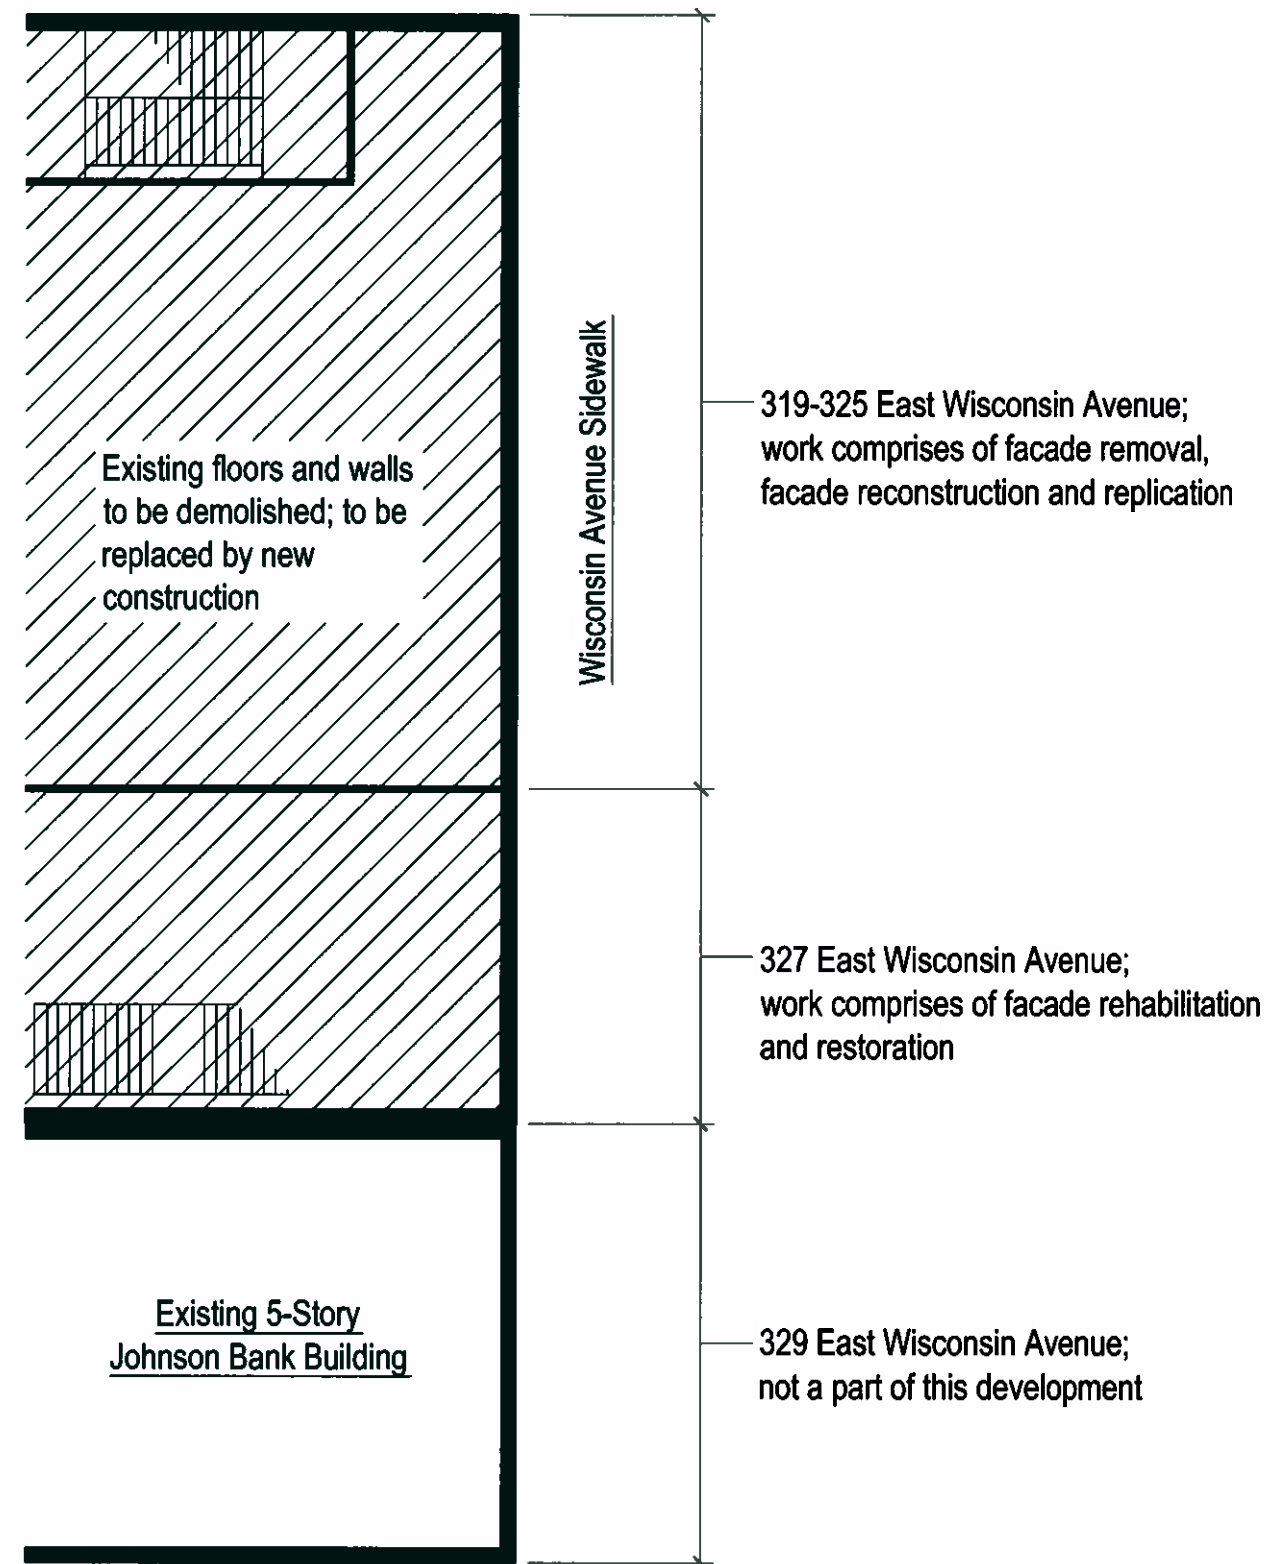 319-325 East Wisconsin Avenue;
work comprises of facade removal,
facade reconstruction and replication
Wisconsin Avenue Sidewalk
Existing floors and walls
to be demolished; to be
replaced by new
construction
327 East Wisconsin Avenue;
work comprises of facade rehabilitation
and restoration
Existing 5-Story
Johnson Bank Building
329 East Wisconsin Avenue;
not a part of this development